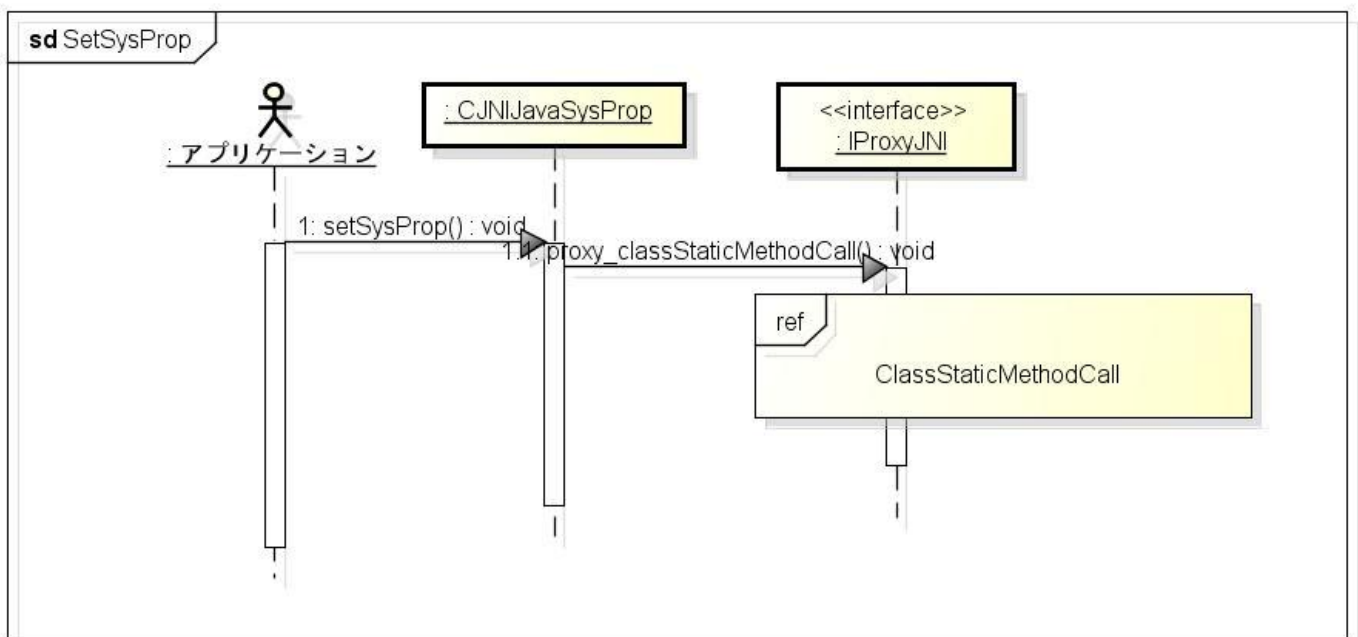 sd SetSysProp
: アプリケーション
: CJNIJavaSysProp
<<interface>>
: IProxyJNI
1: setSysProp() : void
1.1: proxy_classStaticMethodCall() : void
ref
ClassStaticMethodCall